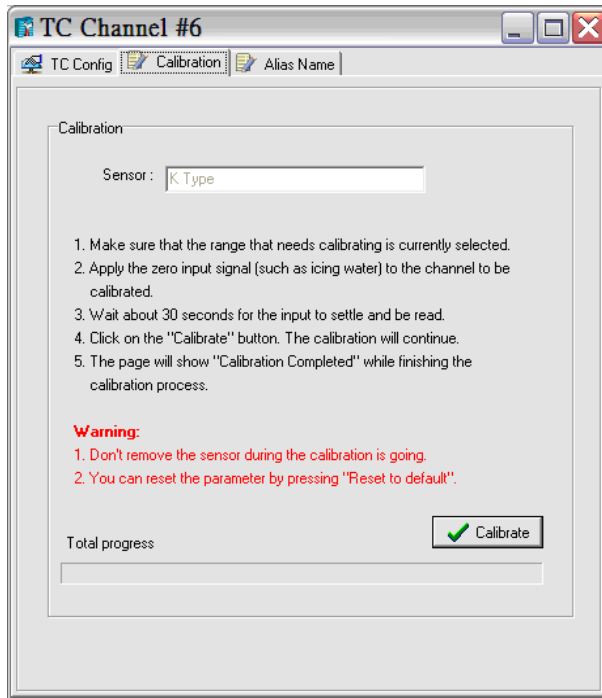 TC Channel #6
TC Config Calibration Alias Name
Calibration
Sensor : K Type
1. Make sure that the range that needs calibrating is currently selected.
2. Apply the zero input signal (such as icing water) to the channel to be
calibrated.
3. Wait about 30 seconds for the input to settle and be read.
4. Click on the "Calibrate" button. The calibration will continue.
5. The page will show "Calibration Completed" while finishing the
calibration process.
Warning:
1. Don't remove the sensor during the calibration is going.
2. You can reset the parameter by pressing "Reset to default".
Calibrate
Total progress